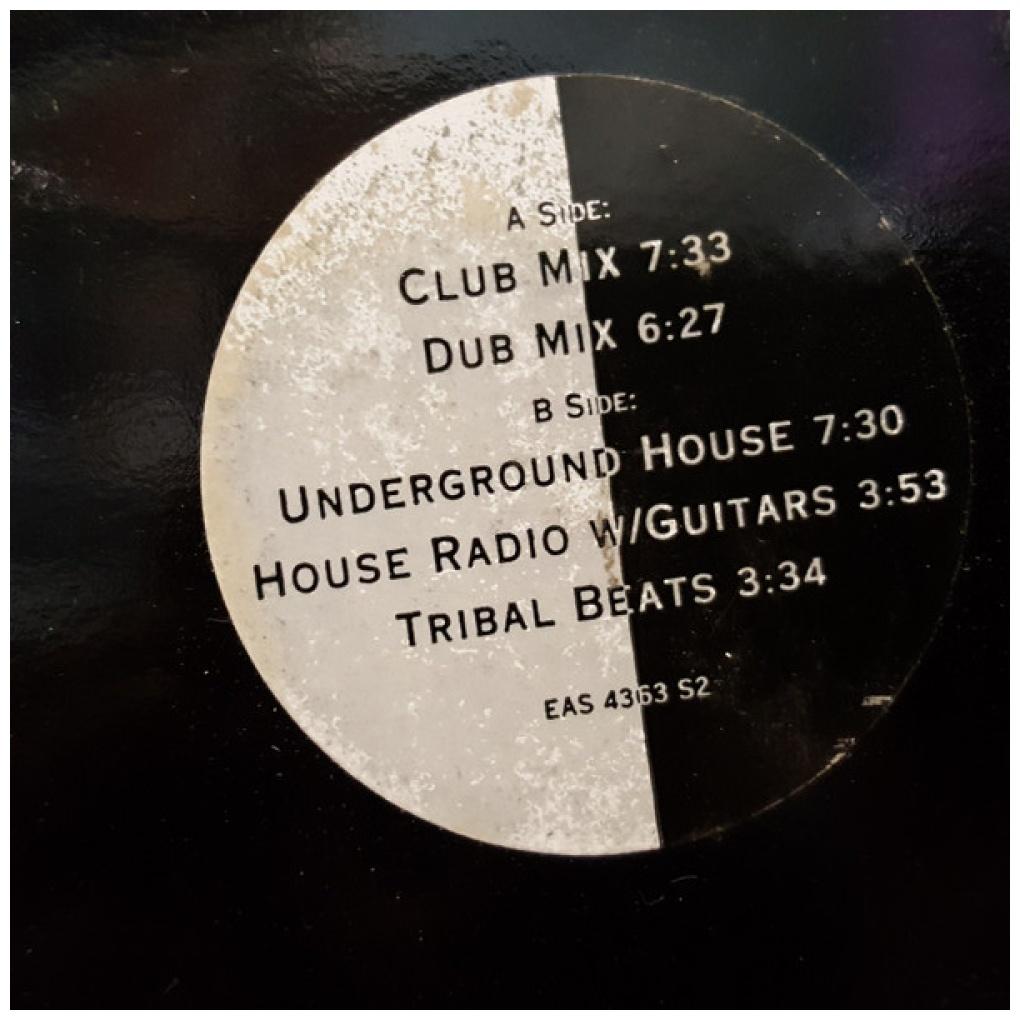 A SIDE:
CLUB MIX 7:33
DUB MIX 6:27
B SIDE:
UNDERGROUND HOUSE 7:30
HOUSE RADIO W/GUITARS 3:53
TRIBAL BEATS 3:34
EAS 4363 S2